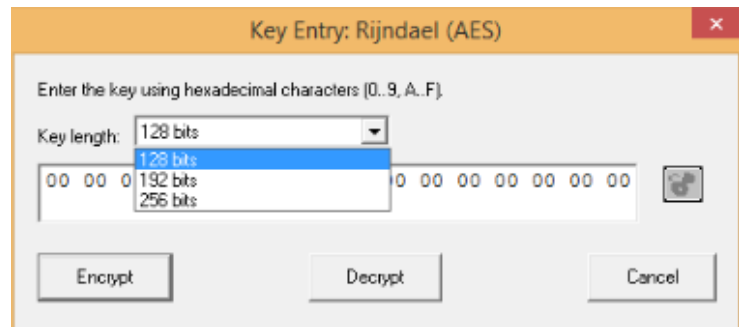 Key Entry: Rijndael (AES)
Enter the key using hexadecimal characters (0..9, A..F).
Key length: 128 bits
128 bits
00 00 0 192 bits 00 00 00 00 00 00 00
256 bits
Encrypt Decrypt Cancel